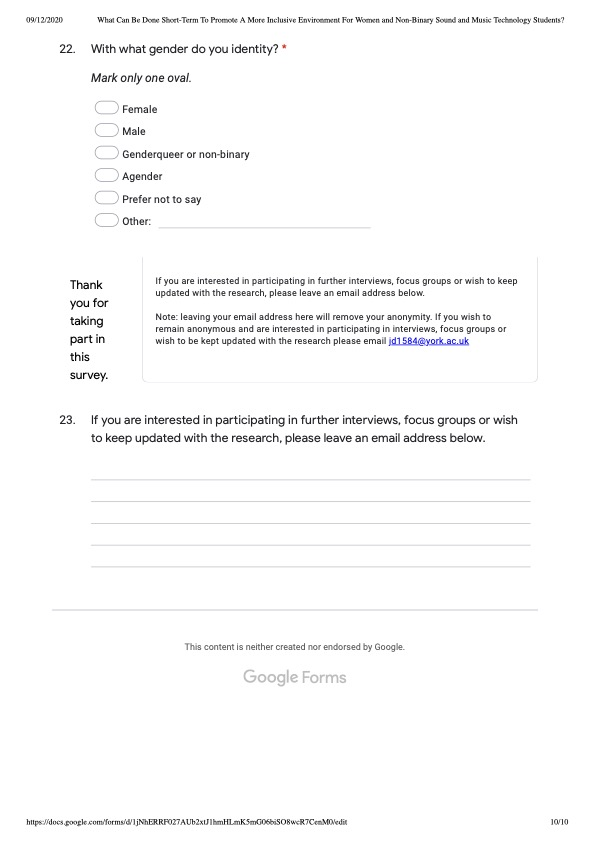 09/12/2020 What Can Be Done Short-Term To Promote A More Inclusive Environment For Women and Non-Binary Sound and Music Technology Students?
22. With what gender do you identity? *
Mark only one oval.
Female
Male
Genderqueer or non-binary
Agender
Prefer not to say
Other:
Thank
you for
taking
part in
this
survey.
If you are interested in participating in further interviews, focus groups or wish to keep
updated with the research, please leave an email address below.
Note: leaving your email address here will remove your anonymity. If you wish to
remain anonymous and are interested in participating in interviews, focus groups or
wish to be kept updated with the research please email jd1584@york.ac.uk
23. If you are interested in participating in further interviews, focus groups or wish
to keep updated with the research, please leave an email address below.
This content is neither created nor endorsed by Google.
Google Forms
https://docs.google.com/forms/d/1jNhERRF027AUb2xtJ1hmHLmK5mG06biSO8wcR7CenM0/edit 10/10